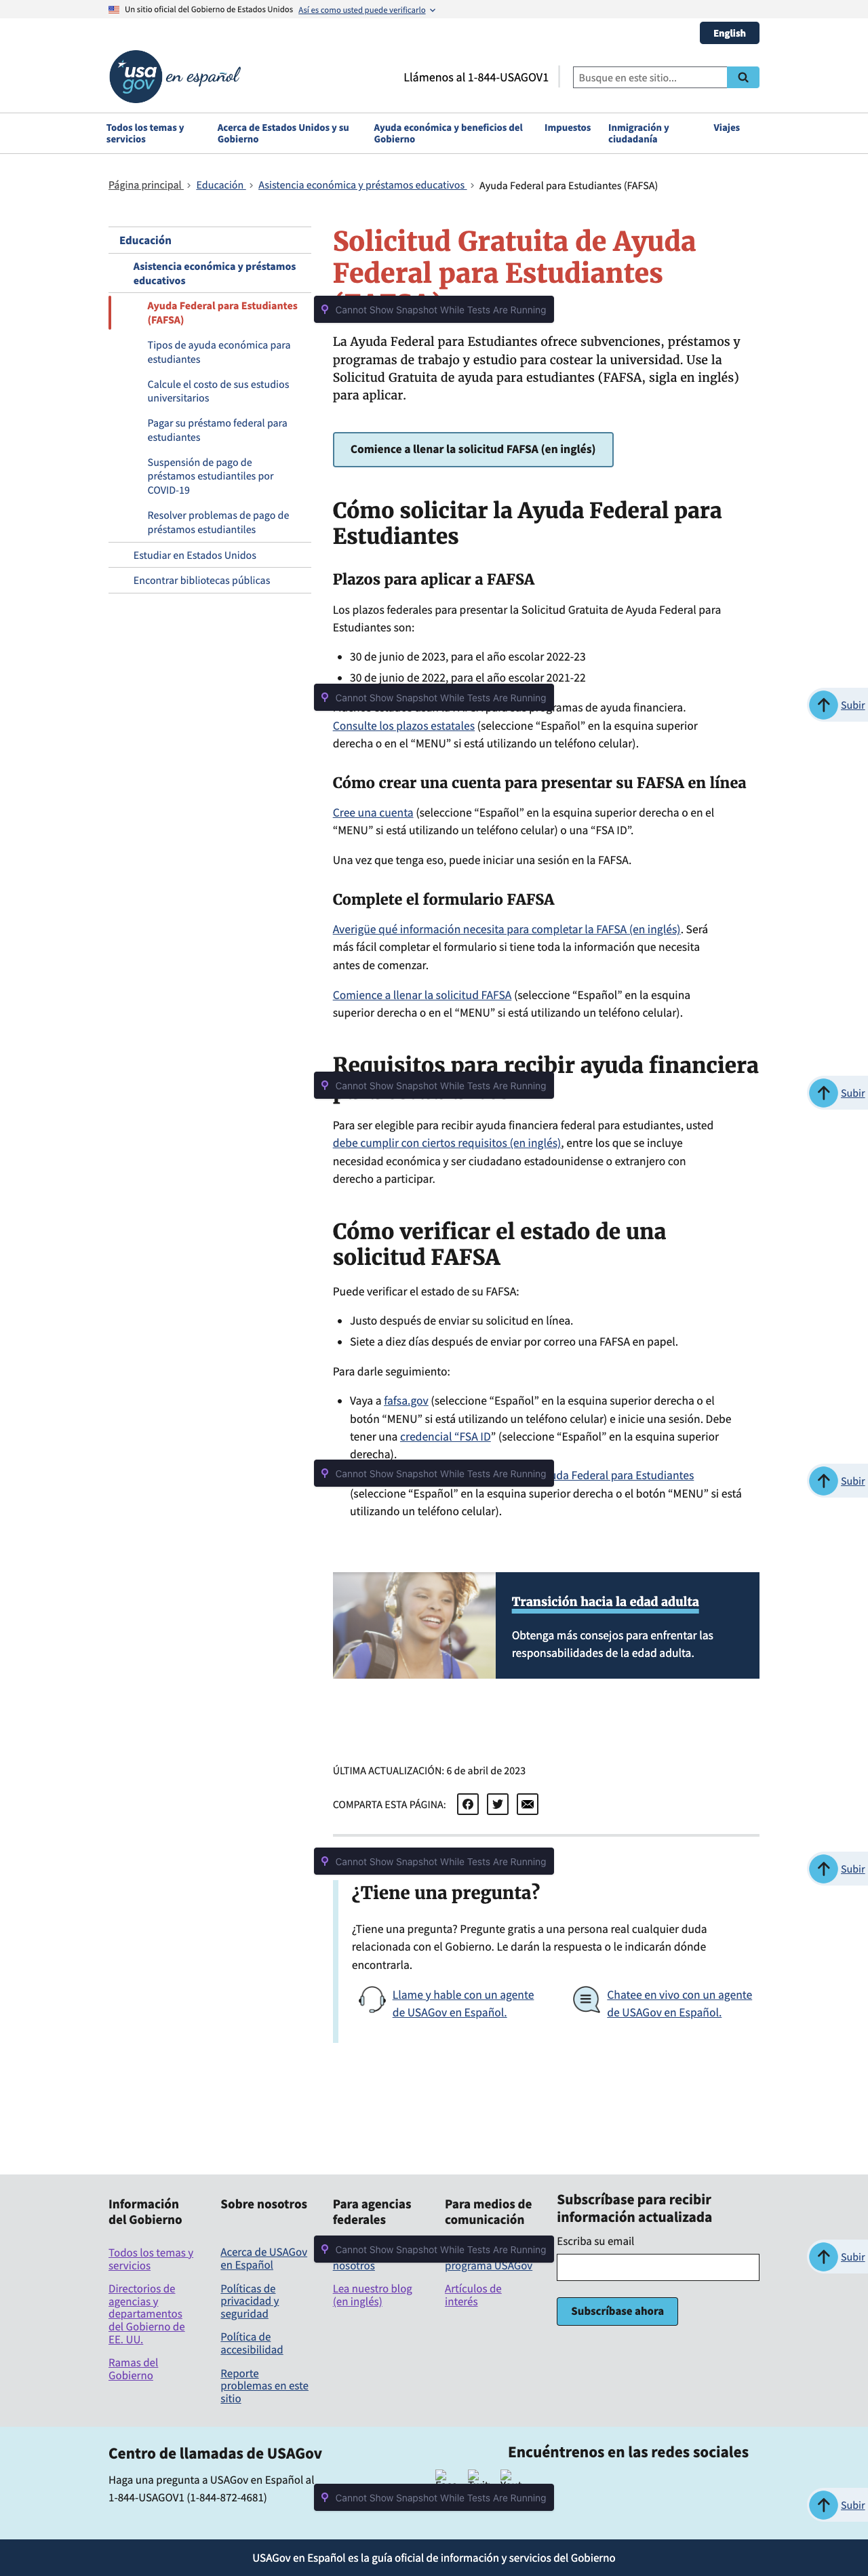 Un sitio oficial del Gobierno de Estados Unidos Así es como usted puede verificarlo
English
usa gov en español
Llámenos al 1-844-USAGOV1
Busque en este sitio...
Todos los temas y servicios
Acerca de Estados Unidos y su Gobierno
Ayuda económica y beneficios del Gobierno
Impuestos
Inmigración y ciudadanía
Viajes
Página principal > Educación > Asistencia económica y préstamos educativos > Ayuda Federal para Estudiantes (FAFSA)
Educación
Asistencia económica y préstamos
educativos
Ayuda Federal para Estudiantes
(FAFSA)
Tipos de ayuda económica para
estudiantes
Calcule el costo de sus estudios
universitarios
Pagar su préstamo federal para
estudiantes
Suspensión de pago de
préstamos estudiantiles por
COVID-19
Resolver problemas de pago de
préstamos estudiantiles
Estudiar en Estados Unidos
Encontrar bibliotecas públicas
Solicitud Gratuita de Ayuda
Federal para Estudiantes
Cannot Show Snapshot While Tests Are Running
La Ayuda Federal para Estudiantes ofrece subvenciones, préstamos y
programas de trabajo y estudio para costear la universidad. Use la
Solicitud Gratuita de ayuda para estudiantes (FAFSA, sigla en inglés)
para aplicar.
Comience a llenar la solicitud FAFSA (en inglés)
Cómo solicitar la Ayuda Federal para
Estudiantes
Plazos para aplicar a FAFSA
Los plazos federales para presentar la Solicitud Gratuita de Ayuda Federal para
Estudiantes son:
• 30 de junio de 2023, para el año escolar 2022-23
• 30 de junio de 2022, para el año escolar 2021-22
Cannot Show Snapshot While Tests Are Running
Subir
programas de ayuda financiera.
Consulte los plazos estatales (seleccione “Español” en la esquina superior
derecha o en el “MENU” si está utilizando un teléfono celular).
Cómo crear una cuenta para presentar su FAFSA en línea
Cree una cuenta (seleccione “Español” en la esquina superior derecha o en el
“MENU” si está utilizando un teléfono celular) o una “FSA ID”.
Una vez que tenga eso, puede iniciar una sesión en la FAFSA.
Complete el formulario FAFSA
Averigüe qué información necesita para completar la FAFSA (en inglés). Será
más fácil completar el formulario si tiene toda la información que necesita
antes de comenzar.
Comience a llenar la solicitud FAFSA (seleccione “Español” en la esquina
superior derecha o en el “MENU” si está utilizando un teléfono celular).
Requisitos para recibir ayuda financiera
Cannot Show Snapshot While Tests Are Running
Subir
Para ser elegible para recibir ayuda financiera federal para estudiantes, usted
debe cumplir con ciertos requisitos (en inglés), entre los que se incluye
necesidad económica y ser ciudadano estadounidense o extranjero con
derecho a participar.
Cómo verificar el estado de una
solicitud FAFSA
Puede verificar el estado de su FAFSA:
• Justo después de enviar su solicitud en línea.
• Siete a diez días después de enviar por correo una FAFSA en papel.
Para darle seguimiento:
• Vaya a fafsa.gov (seleccione “Español” en la esquina superior derecha o el
botón “MENU” si está utilizando un teléfono celular) e inicie una sesión. Debe
tener una credencial “FSA ID” (seleccione “Español” en la esquina superior
derecha).
Cannot Show Snapshot While Tests Are Running
Federal para Estudiantes
Subir
(seleccione “Español” en la esquina superior derecha o el botón “MENU” si está
utilizando un teléfono celular).
Transición hacia la edad adulta
Obtenga más consejos para enfrentar las
responsabilidades de la edad adulta.
ÚLTIMA ACTUALIZACIÓN: 6 de abril de 2023
COMPARTA ESTA PÁGINA:
Cannot Show Snapshot While Tests Are Running
Subir
¿Tiene una pregunta?
¿Tiene una pregunta? Pregunte gratis a una persona real cualquier duda
relacionada con el Gobierno. Le darán la respuesta o le indicarán dónde
encontrarla.
Llame y hable con un agente
de USAGov en Español.
Chatee en vivo con un agente
de USAGov en Español.
Información
del Gobierno
Todos los temas y
servicios
Directorios de
agencias y
departamentos
del Gobierno de
EE. UU.
Ramas del
Gobierno
Sobre nosotros
Acerca de USAGov
en Español
Políticas de
privacidad y
seguridad
Política de
accesibilidad
Reporte
problemas en este
sitio
Para agencias
federales
Cannot Show Snapshot While Tests Are Running
nosotros
Lea nuestro blog
(en inglés)
Para medios de
comunicación
programa USAGov
Artículos de
interés
Subscríbase para recibir
información actualizada
Escriba su email
Subscríbase ahora
Subir
Centro de llamadas de USAGov
Haga una pregunta a USAGov en Español al
1-844-USAGOV1 (1-844-872-4681)
Encuéntrenos en las redes sociales
Cannot Show Snapshot While Tests Are Running
Subir
USAGov en Español es la guía oficial de información y servicios del Gobierno